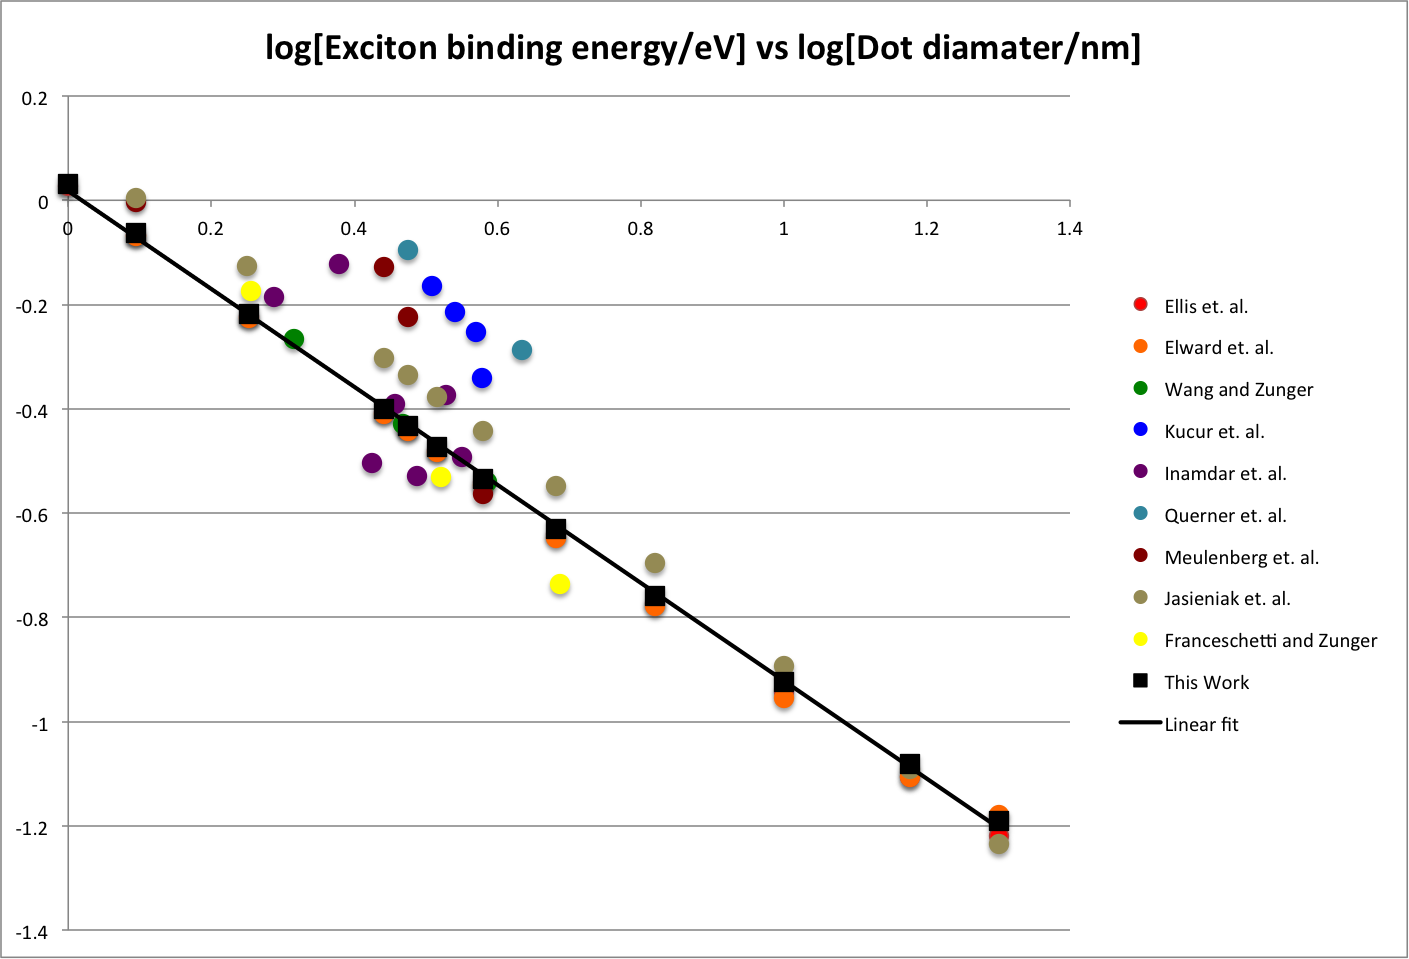 log[Exciton binding energy/eV] vs log[Dot diamater/nm]
0.2
0
-0.2
-0.4
-0.6
-0.8
-1
-1.2
-1.4
0 0.2 0.4 0.6 0.8 1 1.2 1.4
Ellis et. al.
Elward et. al.
Wang and Zunger
Kucur et. al.
Inamdar et. al.
Querner et. al.
Meulenberg et. al.
Jasieniak et. al.
Franceschetti and Zunger
This Work
Linear fit